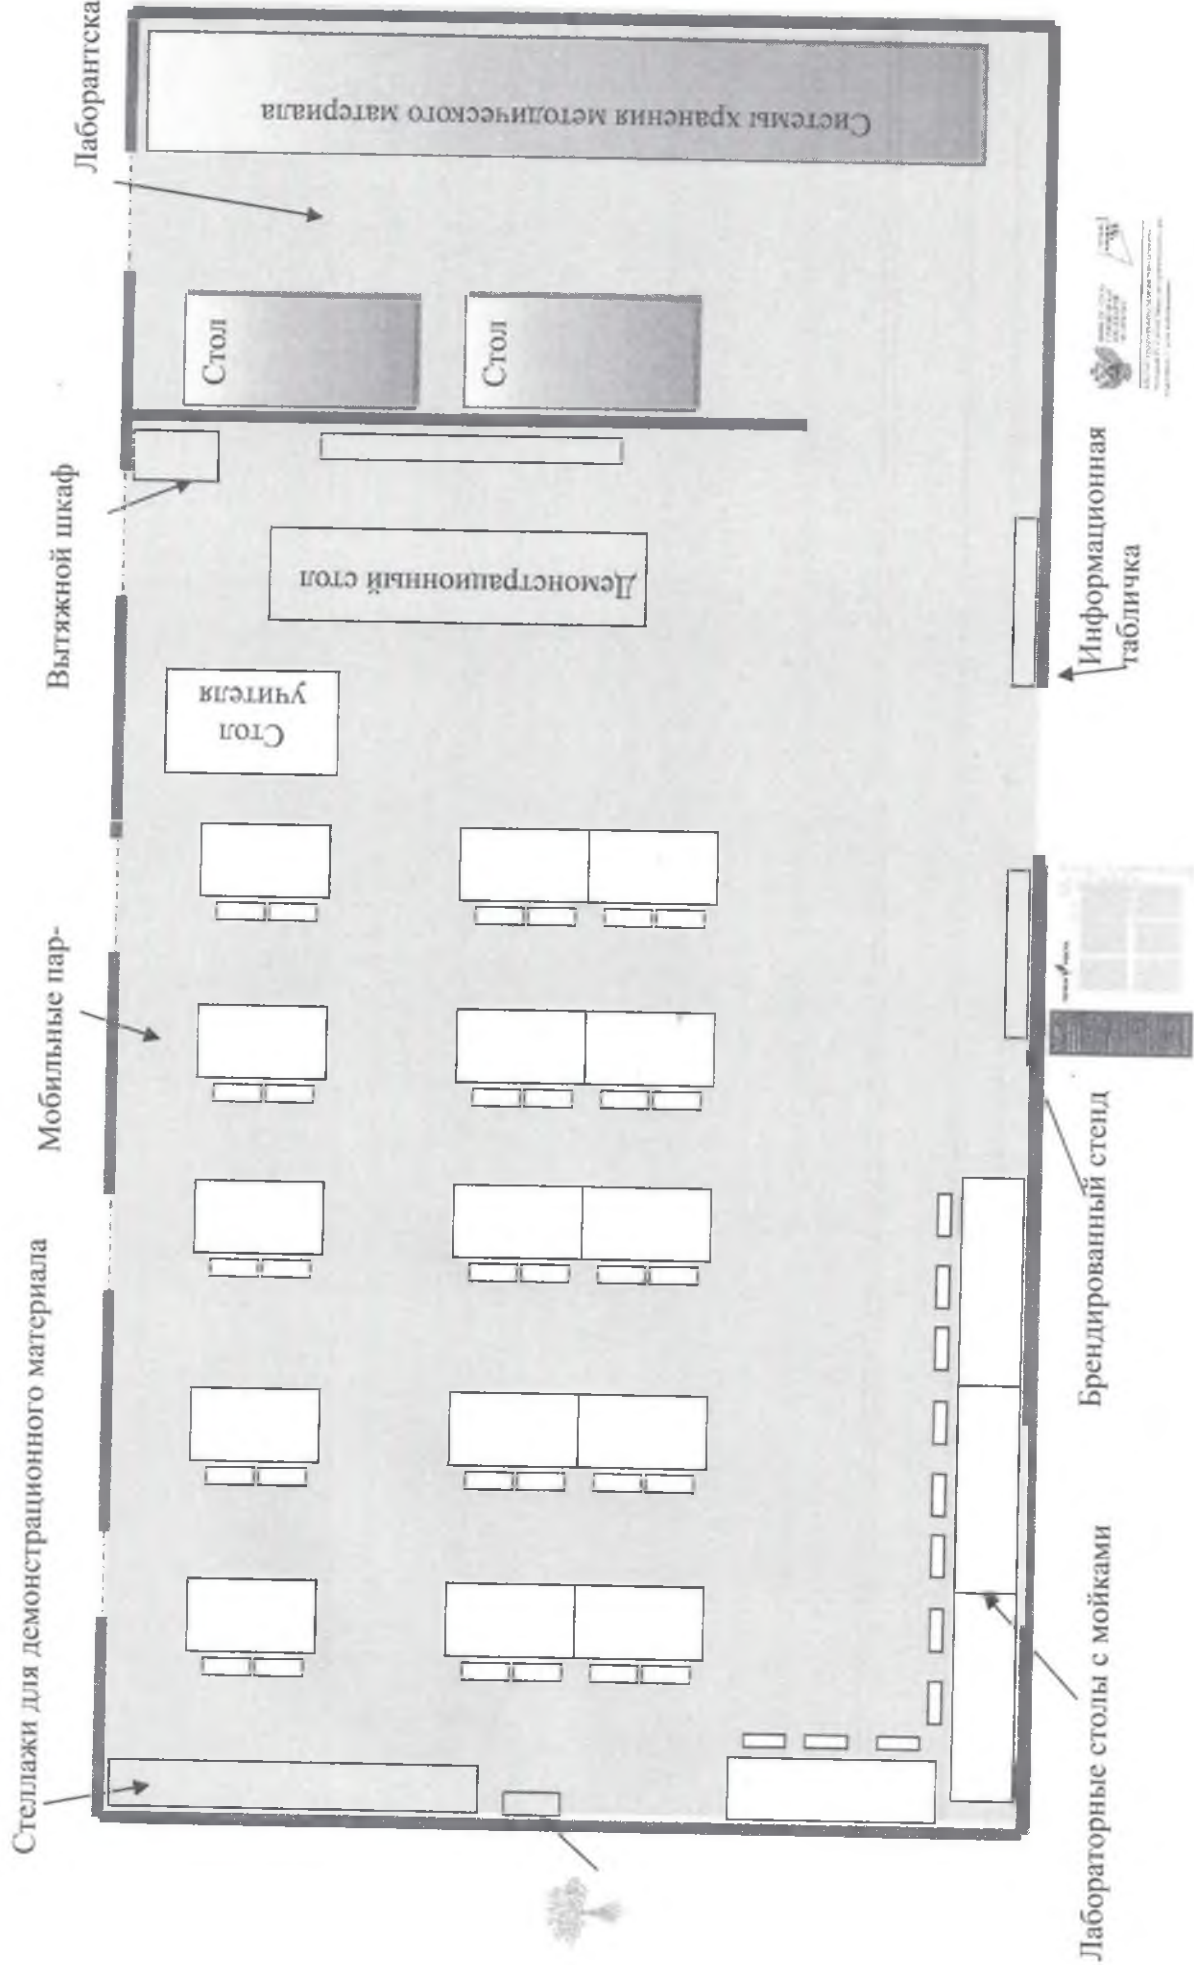 Стеллажи для демонстрационного материала
Мобильные пар-
Вытяжной шкаф
Лаборантска
Системы хранения методического материала
Стол
Стол
Демонстрационный стол
Стол
учителя
Информационная
табличка
Брендированный стенд
Лабораторные столы с мойками